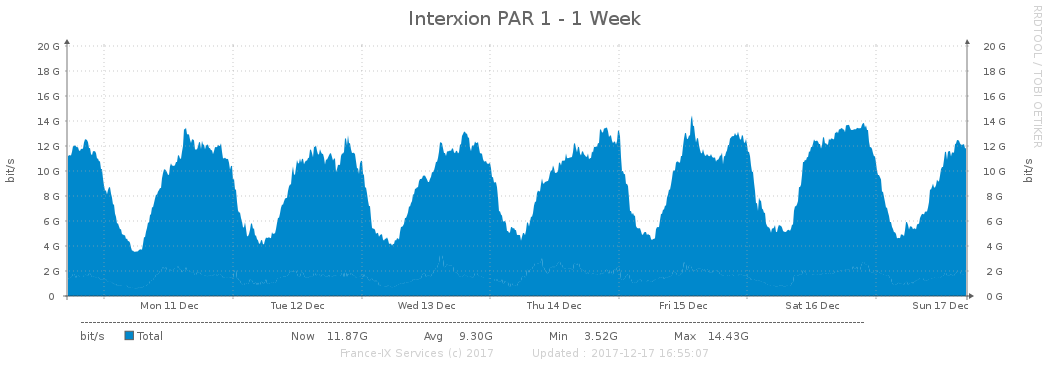 Interxion PAR 1 - 1 Week
RRDTOOL / TOBI OETIKER
bit/s
20 G
18 G
16 G
14 G
12 G
10 G
8 G
6 G
4 G
2 G
0
20 G
18 G
16 G
14 G
12 G
10 G
8 G
6 G
4 G
2 G
0 G
bit/s
Mon 11 Dec Tue 12 Dec Wed 13 Dec Thu 14 Dec Fri 15 Dec Sat 16 Dec Sun 17 Dec
bit/s Total Now 11.87G Avg 9.30G Min 3.52G Max 14.43G
France-IX Services (c) 2017 Updated : 2017-12-17 16:55:07